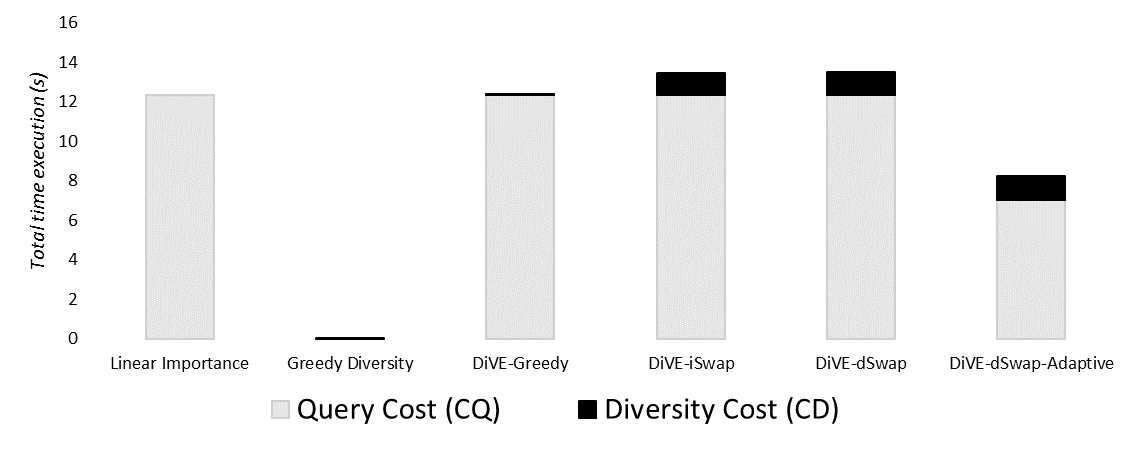 Total time execution (s)
16
14
12
10
8
6
4
2
0
Linear Importance
Greedy Diversity
DiVE-Greedy
DiVE-iSwap
DiVE-dSwap
DiVE-dSwap-Adaptive
Query Cost (CQ)
Diversity Cost (CD)